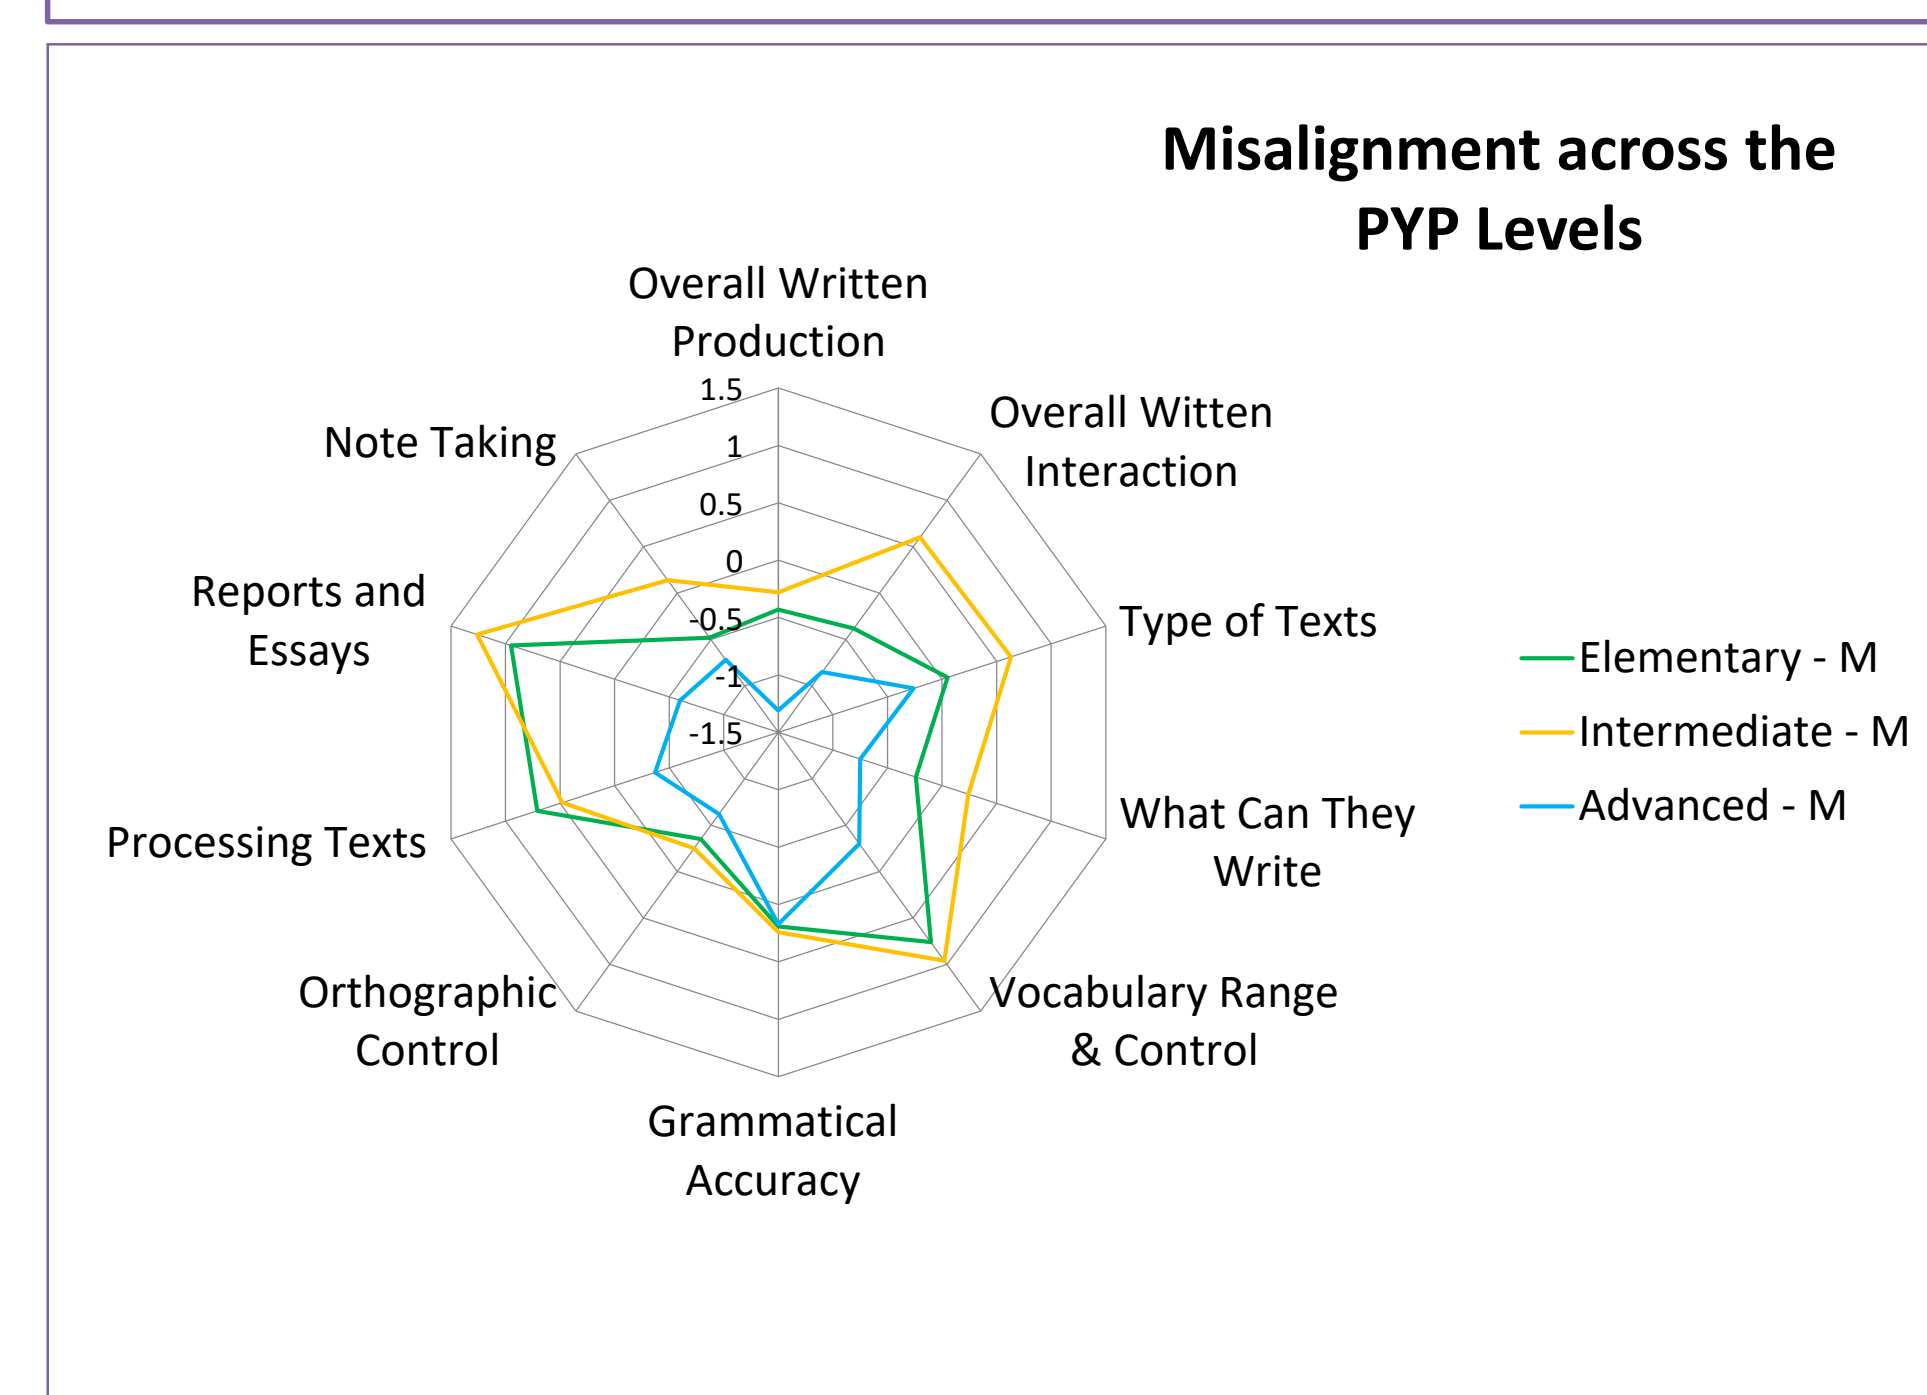 Misalignment across the
PYP Levels
Overall Written
Production
1.5
1
0.5
0
-0.5
-1
-1.5
Overall Witten
Interaction
Type of Texts
What Can They
Write
Vocabulary Range
& Control
Grammatical
Accuracy
Orthographic
Control
Processing Texts
Reports and
Essays
Note Taking
Elementary - M
Intermediate - M
Advanced - M